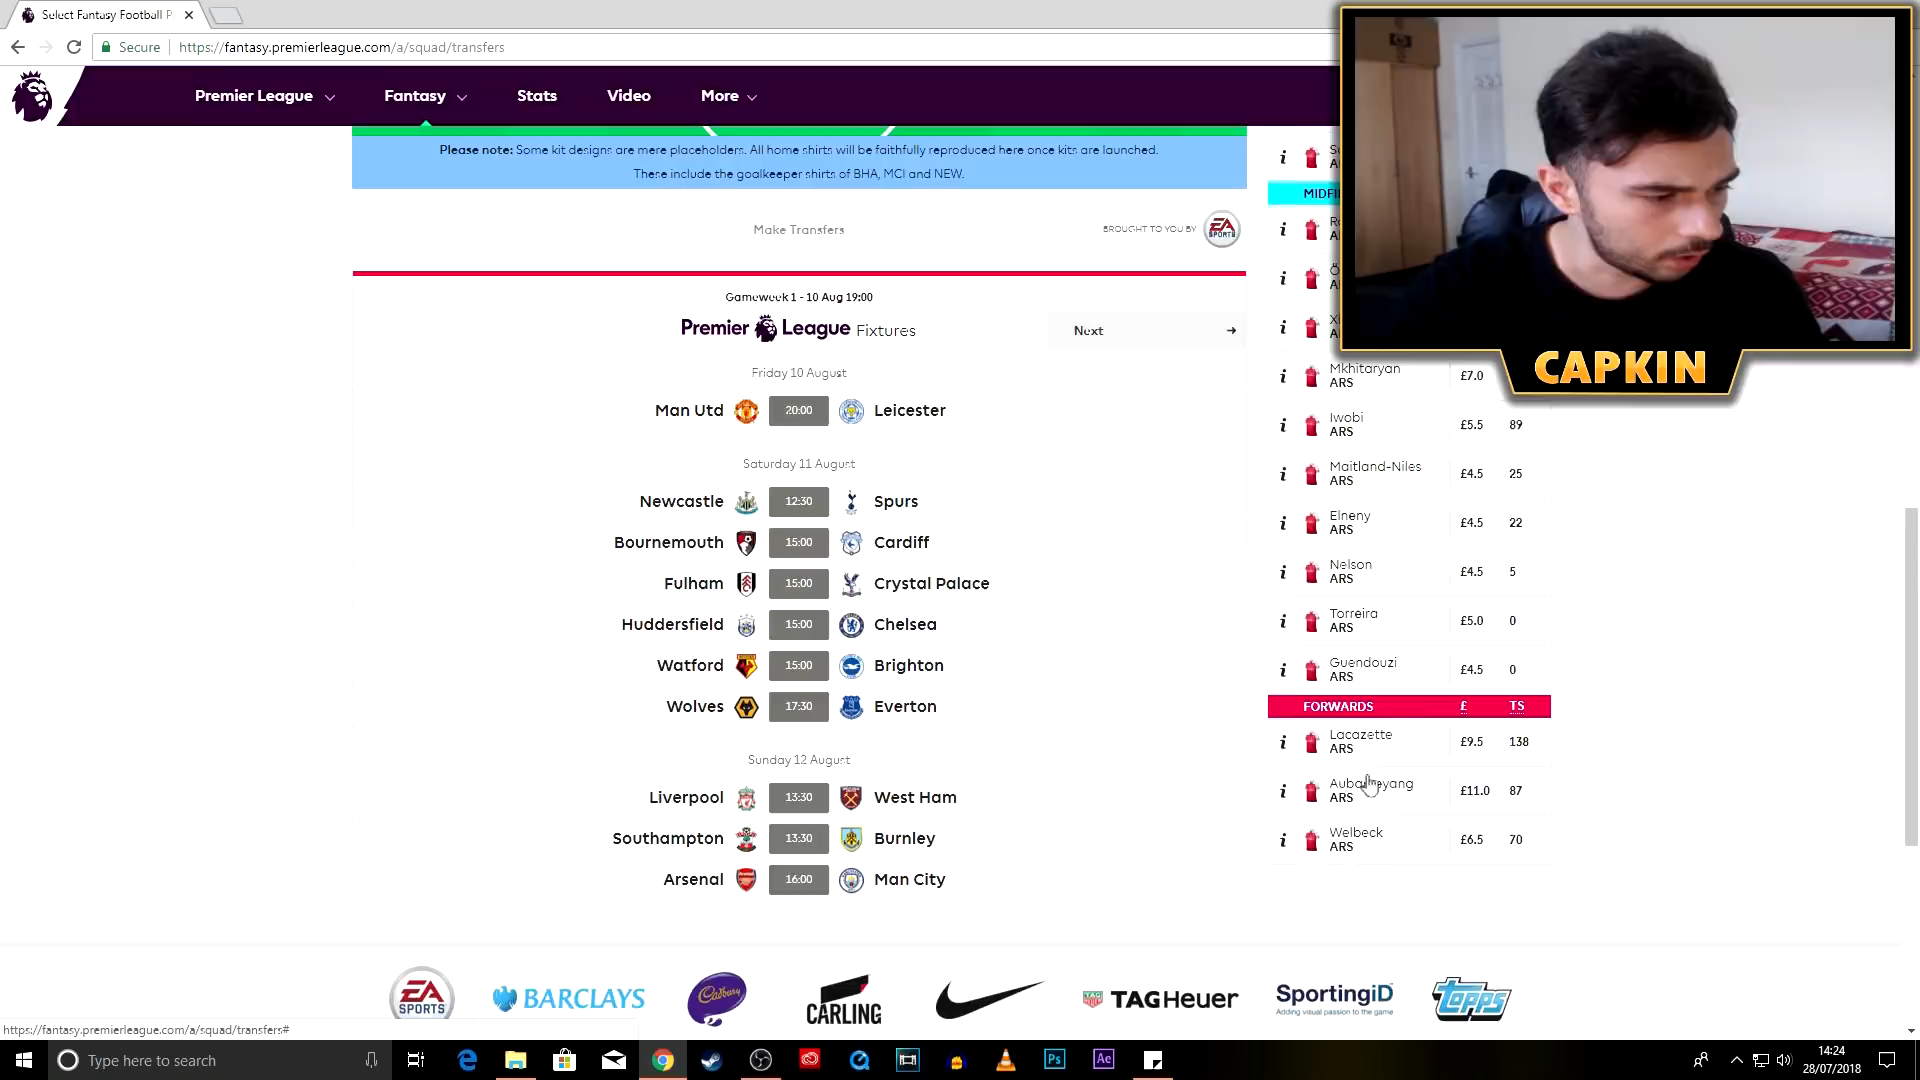 Select Fantasy Football P
Secure
https://fantasy.premierleague.com/a/squad/transfers
Premier League
Fantasy
Stats
Video
More
Please note: Some kit designs are mere placeholders. All home shirts will be faithfully reproduced here once kits are launched.
These include the goalkeeper shirts of BHA, MCI and NEW.
Make Transfers
BROUGHT TO YOU BY
EA SPORTS
Gameweek 1 - 10 Aug 19:00
Premier League Fixtures
Next
Friday 10 August
Man Utd 20:00 Leicester
Saturday 11 August
Newcastle 12:30 Spurs
Bournemouth 15:00 Cardiff
Fulham 15:00 Crystal Palace
Huddersfield 15:00 Chelsea
Watford 15:00 Brighton
Wolves 17:30 Everton
Sunday 12 August
Liverpool 13:30 West Ham
Southampton 13:30 Burnley
Arsenal 16:00 Man City
CAPKIN
Mkhitaryan
ARS
£7.0
Iwobi
ARS
£5.5 89
Maitland-Niles
ARS
£4.5 25
Elneny
ARS
£4.5 22
Nelson
ARS
£4.5 5
Torreira
ARS
£5.0 0
Guendouzi
ARS
£4.5 0
FORWARDS £ TS
Lacazette
ARS
£9.5 138
Aubameyang
ARS
£11.0 87
Welbeck
ARS
£6.5 70
EA SPORTS
BARCLAYS
Cadbury
CARLING
TAGHeuer
SportingiD
Adding visual passion to the game
Topps
https://fantasy.premierleague.com/a/squad/transfers#
Type here to search
Ps
Ae
14:24
28/07/2018